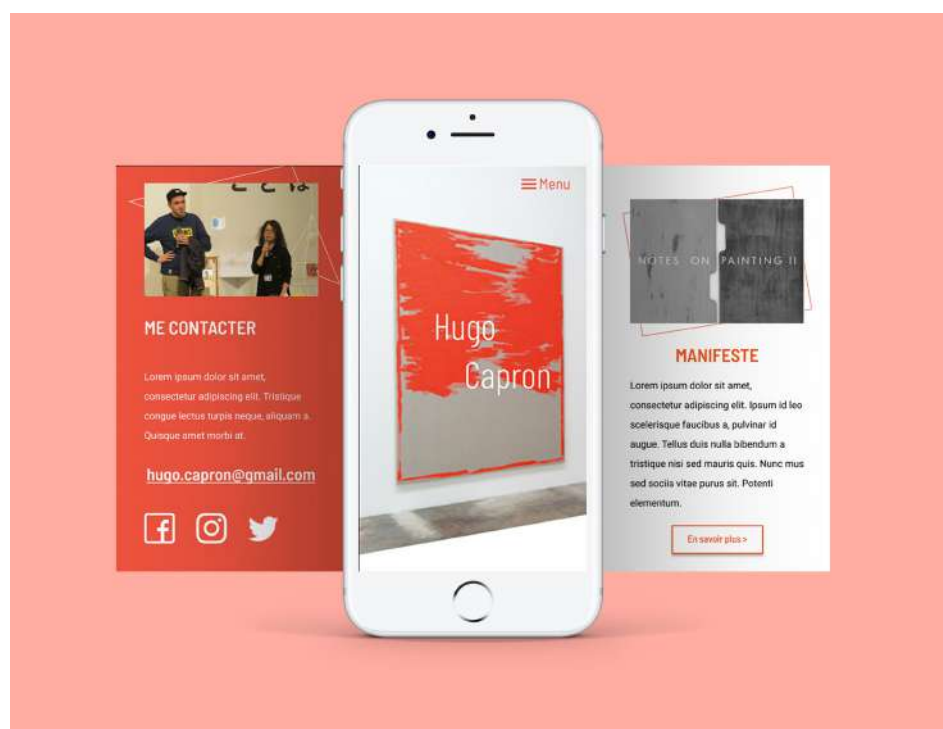 ME CONTACTER
Lorem ipsum dolor sit amet,
consectetur adipiscing elit. Tristique
congue lectus turpis neque, aliquam a.
Quisque amet morbi at.
hugo.capron@gmail.com
Menu
Hugo
Capron
NOTES ON PAINTING II
MANIFESTE
Lorem ipsum dolor sit amet,
consectetur adipiscing elit. Ipsum id leo
scelerisque faucibus a, pulvinar id
augue. Tellus duis nulla bibendum a
tristique nisi sed mauris quis. Nunc mus
sed sociis vitae purus sit. Potenti
elementum.
En savoir plus >